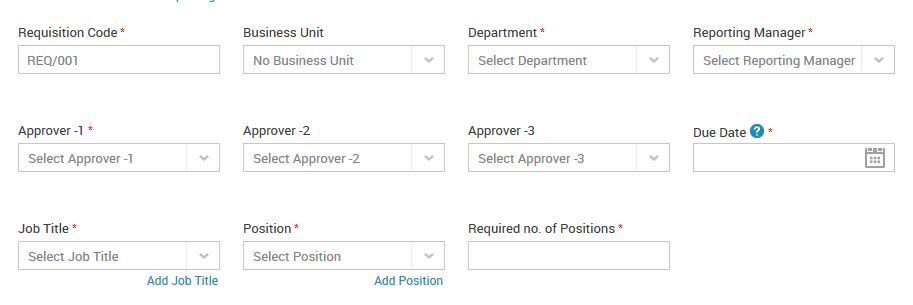 Requisition Code * Business Unit Department * Reporting Manager *
REQ/001 No Business Unit Select Department Select Reporting Manager
Approver -1 * Approver -2 Approver -3 Due Date ? *
Select Approver -1 Select Approver -2 Select Approver -3
Job Title * Position * Required no. of Positions *
Select Job Title Select Position
Add Job Title Add Position